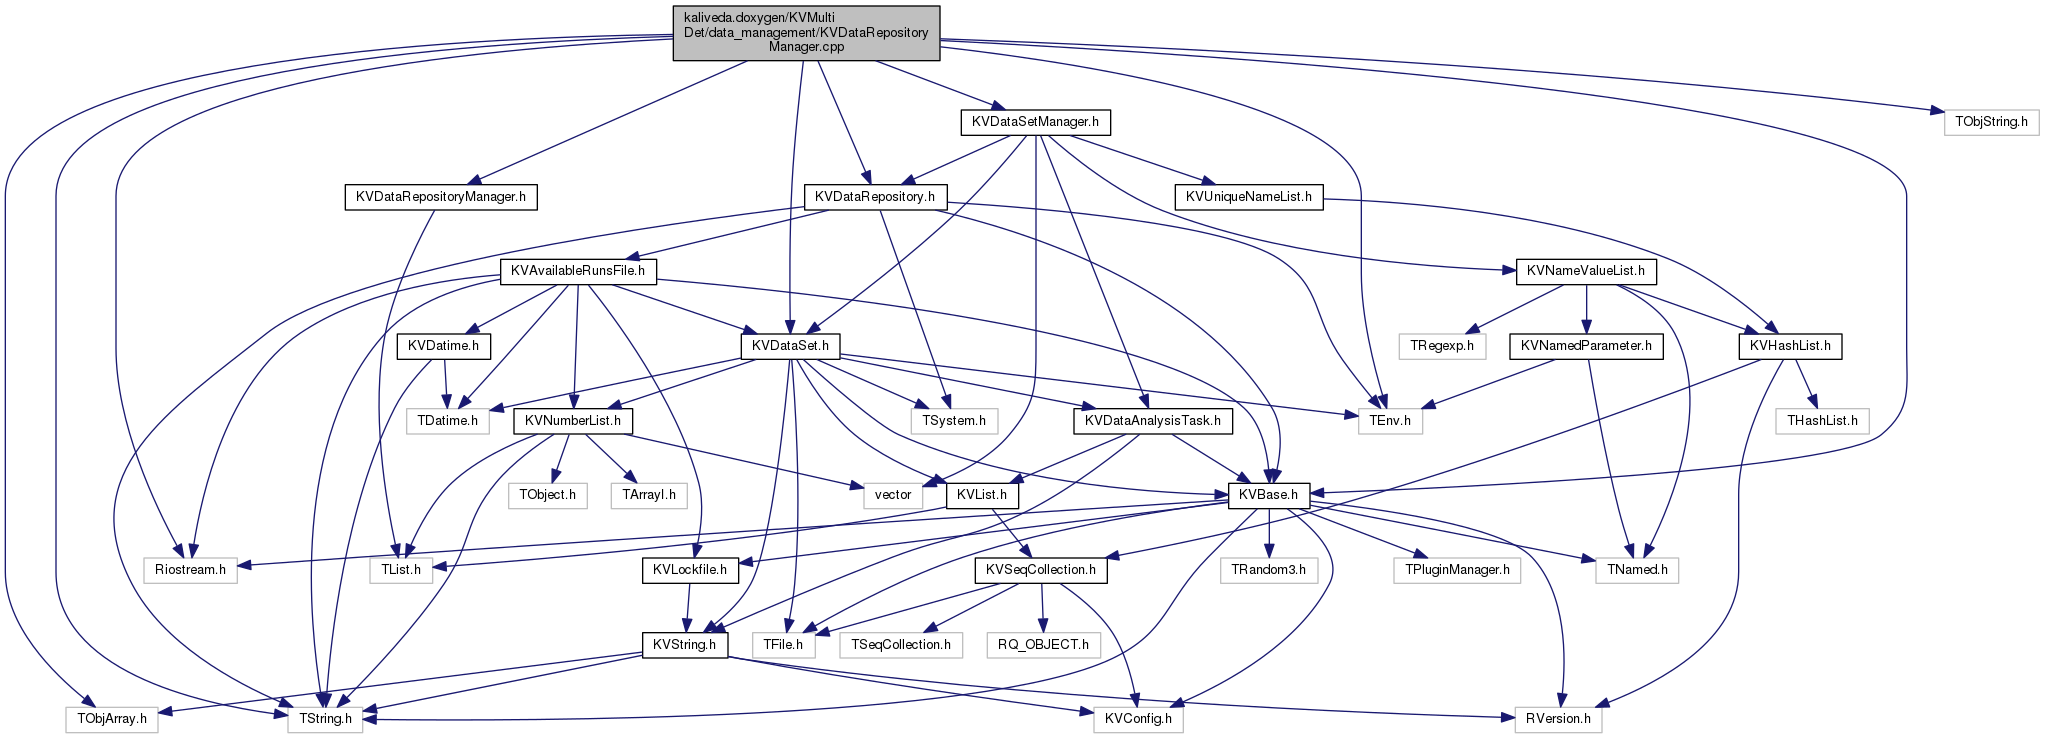 kaliveda.doxygen/KVMulti
Det/data_management/KVDataRepository
Manager.cpp
KVDataSetManager.h
TObjString.h
KVDataRepositoryManager.h
KVDataRepository.h
KVUniqueNameList.h
KVAvailableRunsFile.h
KVNameValueList.h
KVDatime.h
KVDataSet.h
TRegexp.h
KVNamedParameter.h
KVHashList.h
TDatime.h
KVNumberList.h
TSystem.h
KVDataAnalysisTask.h
TEnv.h
THashList.h
TObject.h
TArrayI.h
vector
KVList.h
KVBase.h
Riostream.h
TList.h
KVLockfile.h
KVSeqCollection.h
TRandom3.h
TPluginManager.h
TNamed.h
KVString.h
TFile.h
TSeqCollection.h
RQ_OBJECT.h
TObjArray.h
TString.h
KVConfig.h
RVersion.h